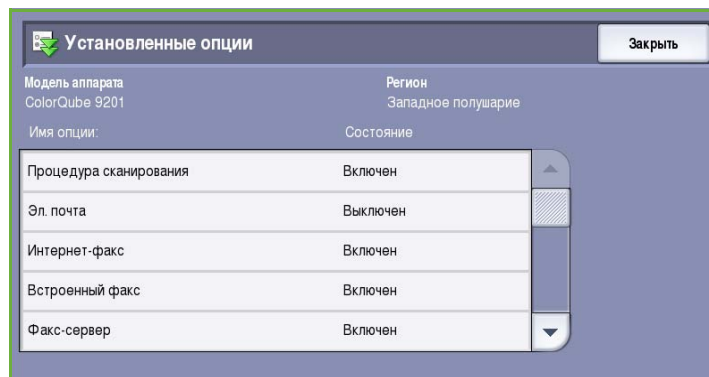 Установленные опции Закрыть
Модель аппарата Регион
ColorQube 9201 Западное полушарие
Имя опции: Состояние
Процедура сканирования Включен
Эл. почта Выключен
Интернет-факс Включен
Встроенный факс Включен
Факс-сервер Включен